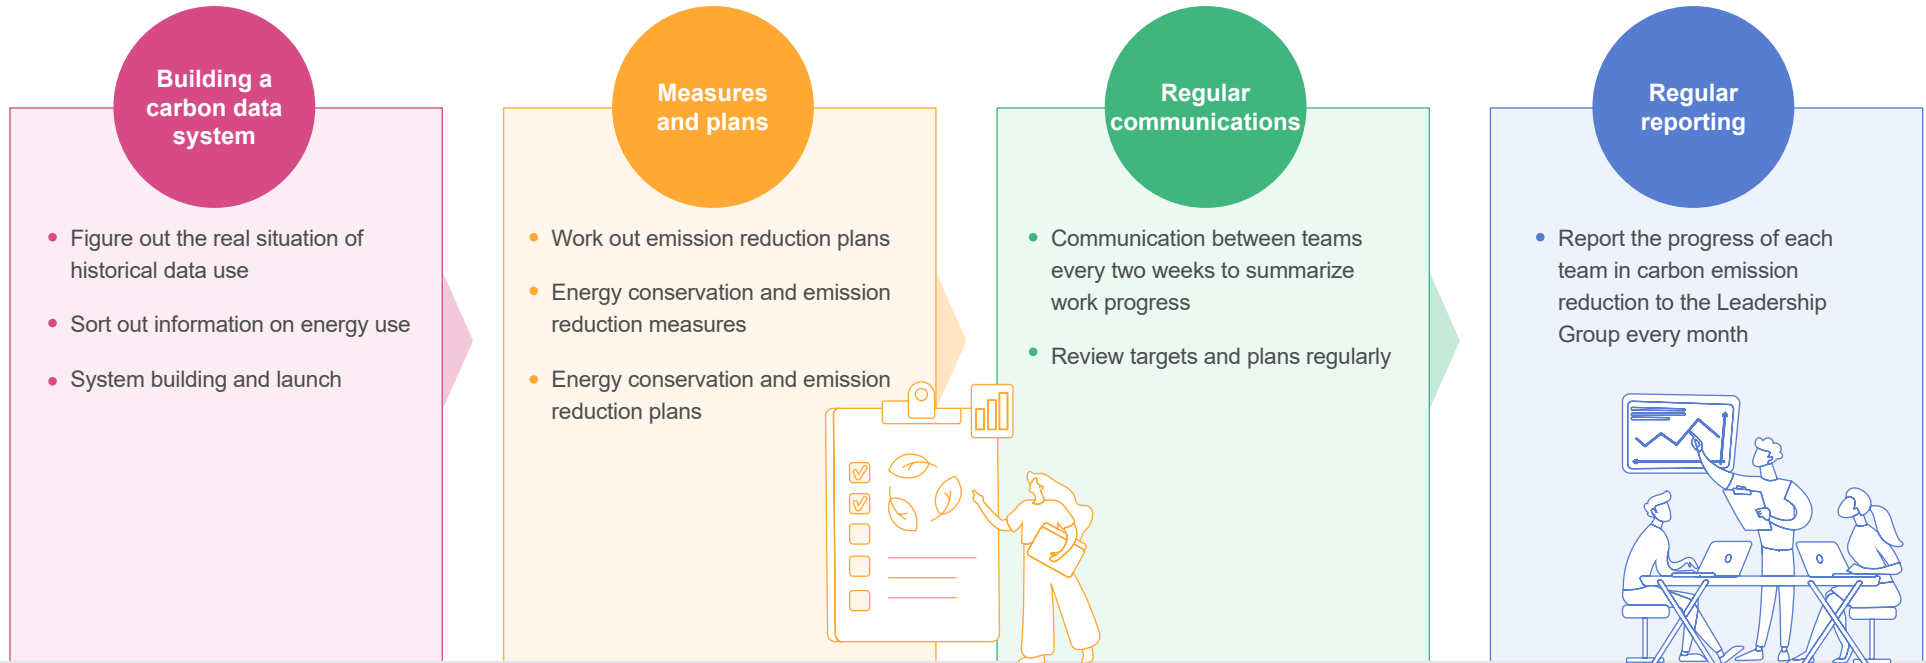 Building a
carbon data
system
Figure out the real situation of
historical data use
Sort out information on energy use
System building and launch
Measures
and plans
Work out emission reduction plans
Energy conservation and emission
reduction measures
Energy conservation and emission
reduction plans
Regular
communications
Communication between teams
every two weeks to summarize
work progress
Review targets and plans regularly
Regular
reporting
Report the progress of each
team in carbon emission
reduction to the Leadership
Group every month